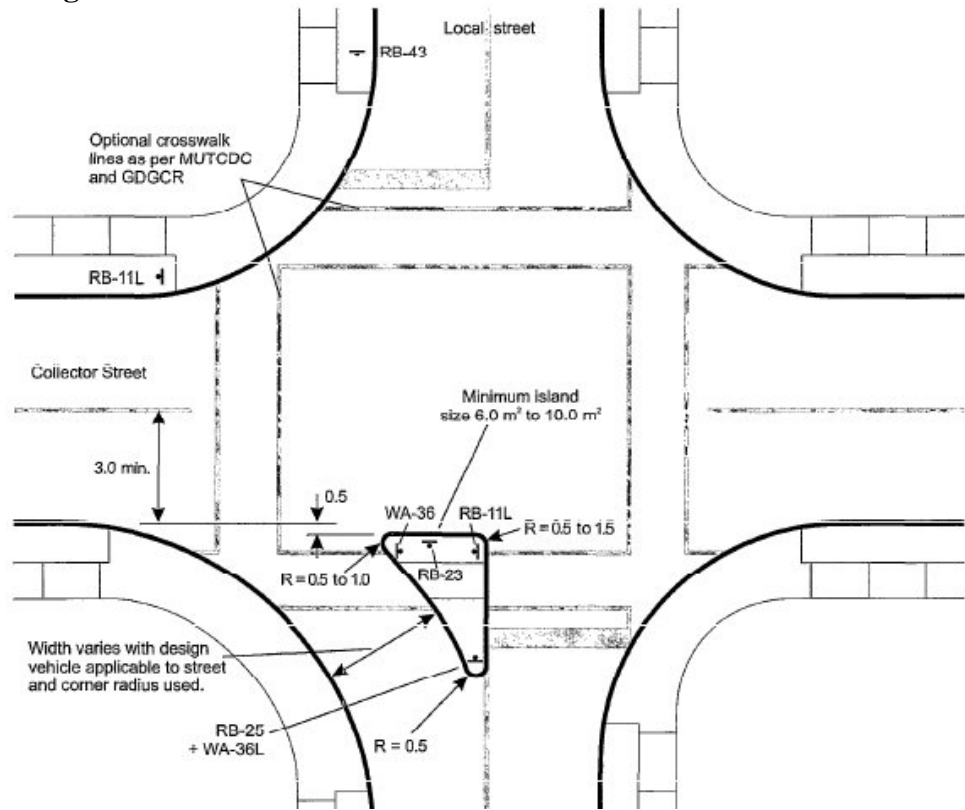 Local street
RB-43
Optional crosswalk
lines as per MUTCDC
and GDGCR
RB-11L
Collector Street
Minimum island
size 6.0 m² to 10.0 m²
3.0 min.
0.5
WA-36
RB-11L
R = 0.5 to 1.5
R = 0.5 to 1.0
RB-23
Width varies with design
vehicle applicable to street
and corner radius used.
RB-25
+ WA-36L
R = 0.5